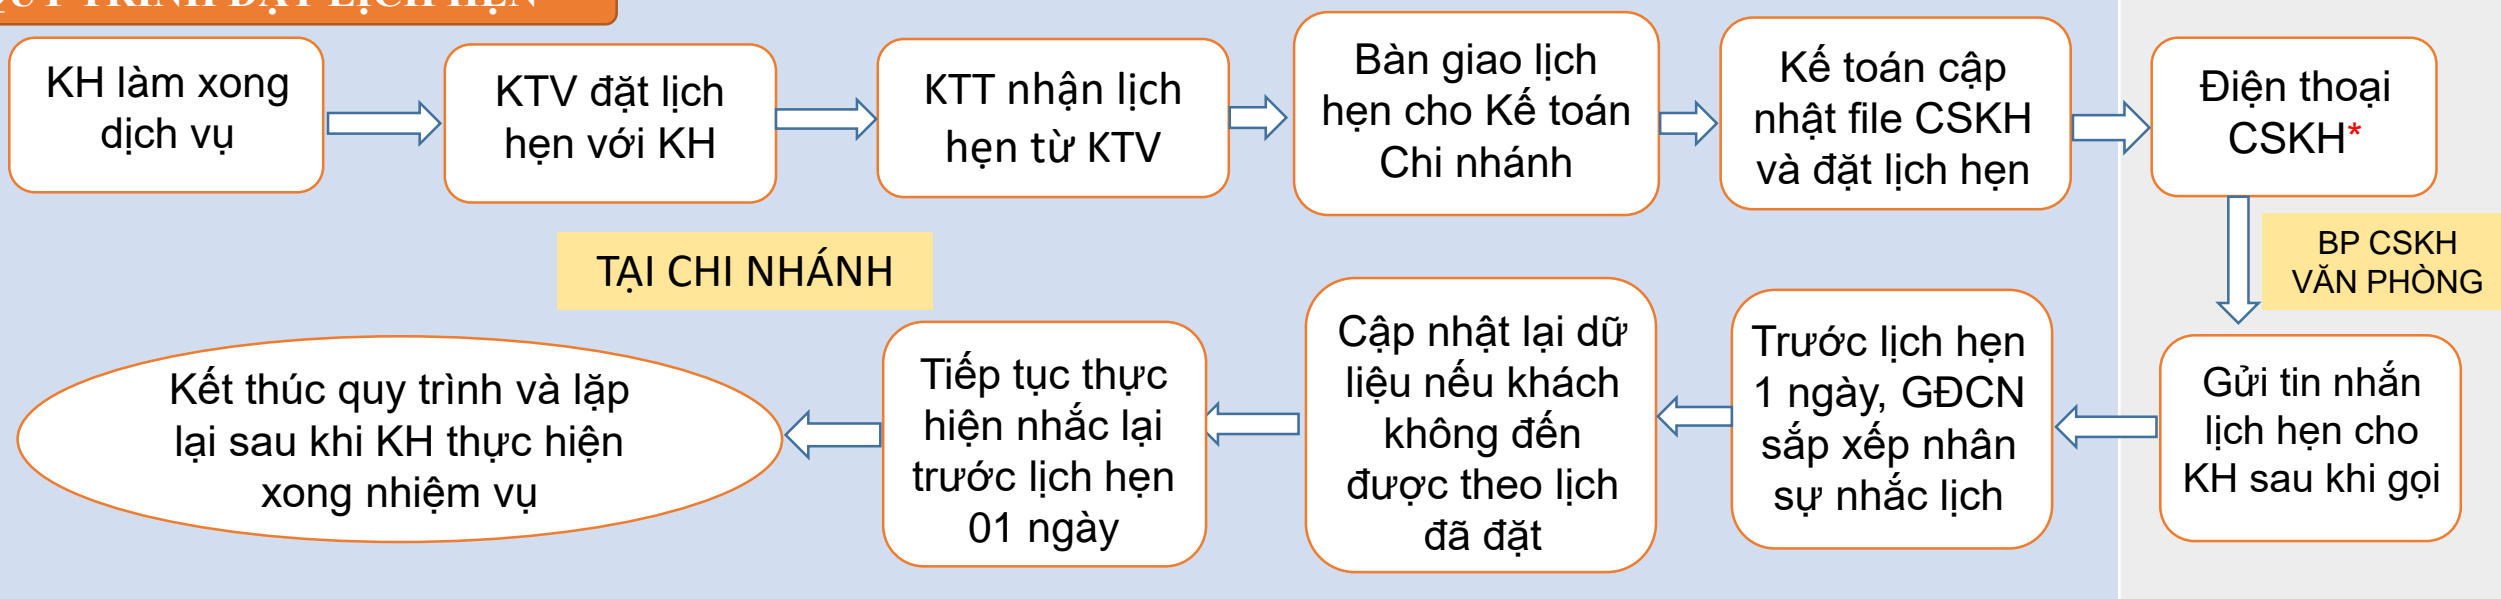 QUY TRÌNH ĐẶT LỊCH HẸN
KH làm xong
dịch vụ
KTV đặt lịch
hẹn với KH
KTT nhận lịch
hẹn từ KTV
Bàn giao lịch
hẹn cho Kế toán
Chi nhánh
Kế toán cập
nhật file CSKH
và đặt lịch hẹn
Điện thoại
CSKH*
TẠI CHI NHÁNH
BP CSKH
VĂN PHÒNG
Gửi tin nhắn
lịch hẹn cho
KH sau khi gọi
Trước lịch hẹn
1 ngày, GĐCN
sắp xếp nhân
sự nhắc lịch
Cập nhật lại dữ
liệu nếu khách
không đến
được theo lịch
đã đặt
Tiếp tục thực
hiện nhắc lại
trước lịch hẹn
01 ngày
Kết thúc quy trình và lặp
lại sau khi KH thực hiện
xong nhiệm vụ